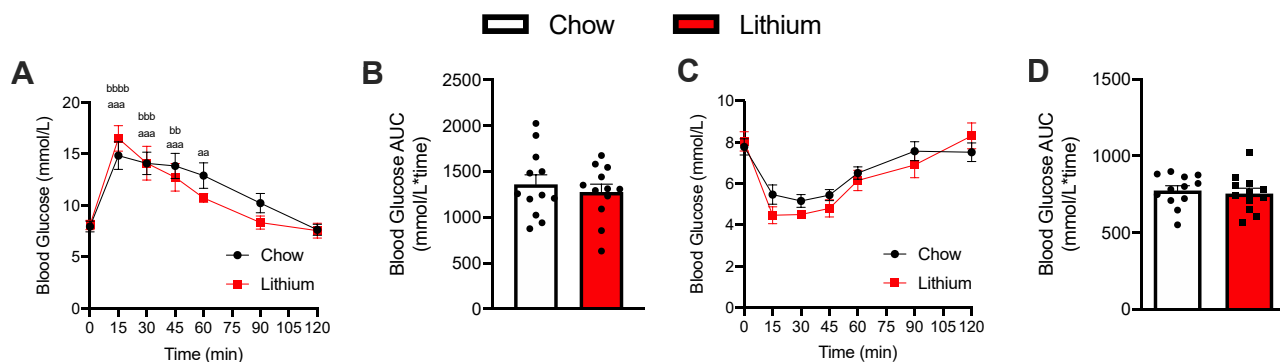 Chow Lithium
A
bbbb bbb bb
aaa aaa aaa aa
Blood Glucose (mmol/L)
20
15
10
5
0
Chow
Lithium
0 15 30 45 60 75 90 105 120
Time (min)
B
Blood Glucose AUC
(mmol/L*time)
2500
2000
1500
1000
500
0
C
Blood Glucose (mmol/L)
10
8
6
4
2
0
Chow
Lithium
0 15 30 45 60 75 90 105 120
Time (min)
D
Blood Glucose AUC
(mmol/L*time)
1500
1000
500
0